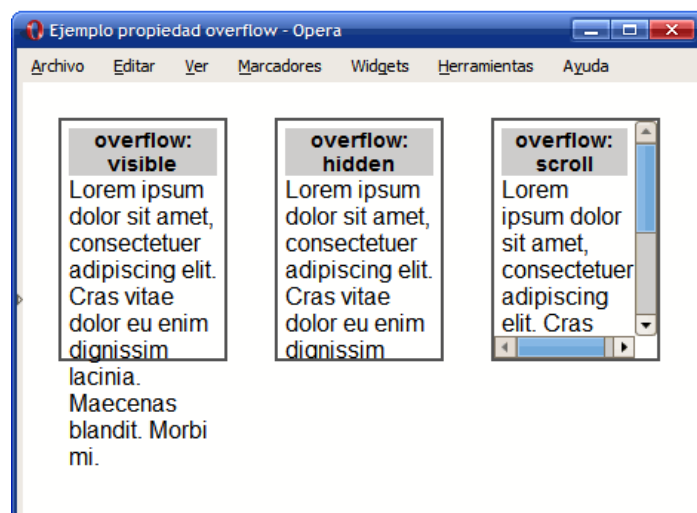 Ejemplo propiedad overflow - Opera
Archivo Editar Ver Marcadores Widgets Herramientas Ayuda
overflow:
visible
Lorem ipsum
dolor sit amet,
consectetuer
adipiscing elit.
Cras vitae
dolor eu enim
dignissim
lacinia.
Maecenas
blandit. Morbi
mi.
overflow:
hidden
Lorem ipsum
dolor sit amet,
consectetuer
adipiscing elit.
Cras vitae
dolor eu enim
dignissim
overflow:
scroll
Lorem
ipsum dolor
sit amet,
consectetuer
adipiscing
elit. Cras